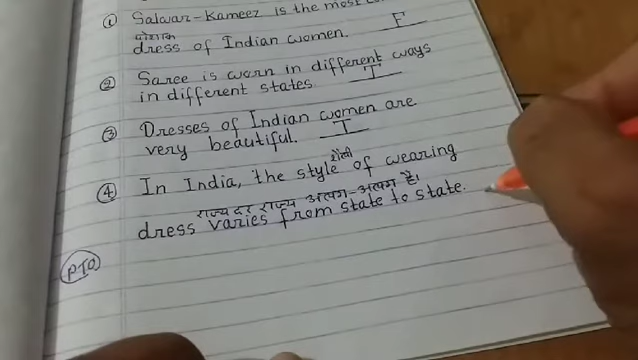 ① Salwar-Kameez is the most
पोशाक
dress of Indian women. F
② Saree is worn in different ways
in different states. T
③ Dresses of Indian women are
very beautiful. T
शैली
④ In India, the style of wearing
राज्य दर राज्य अलग-अलग है।
dress varies from state to state.
PTO